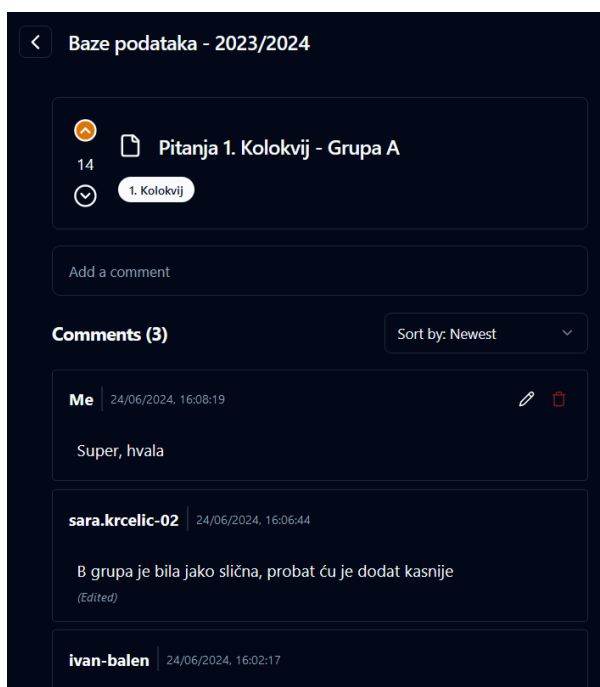 Baze podataka - 2023/2024
Pitanja 1. Kolokvij - Grupa A
14
1. Kolokvij
Add a comment
Comments (3)
Sort by: Newest
Me
24/06/2024, 16:08:19
Super, hvala
sara.krcelic-02
24/06/2024, 16:06:44
B grupa je bila jako slična, probat ću je dodat kasnije
(Edited)
ivan-balen
24/06/2024, 16:02:17